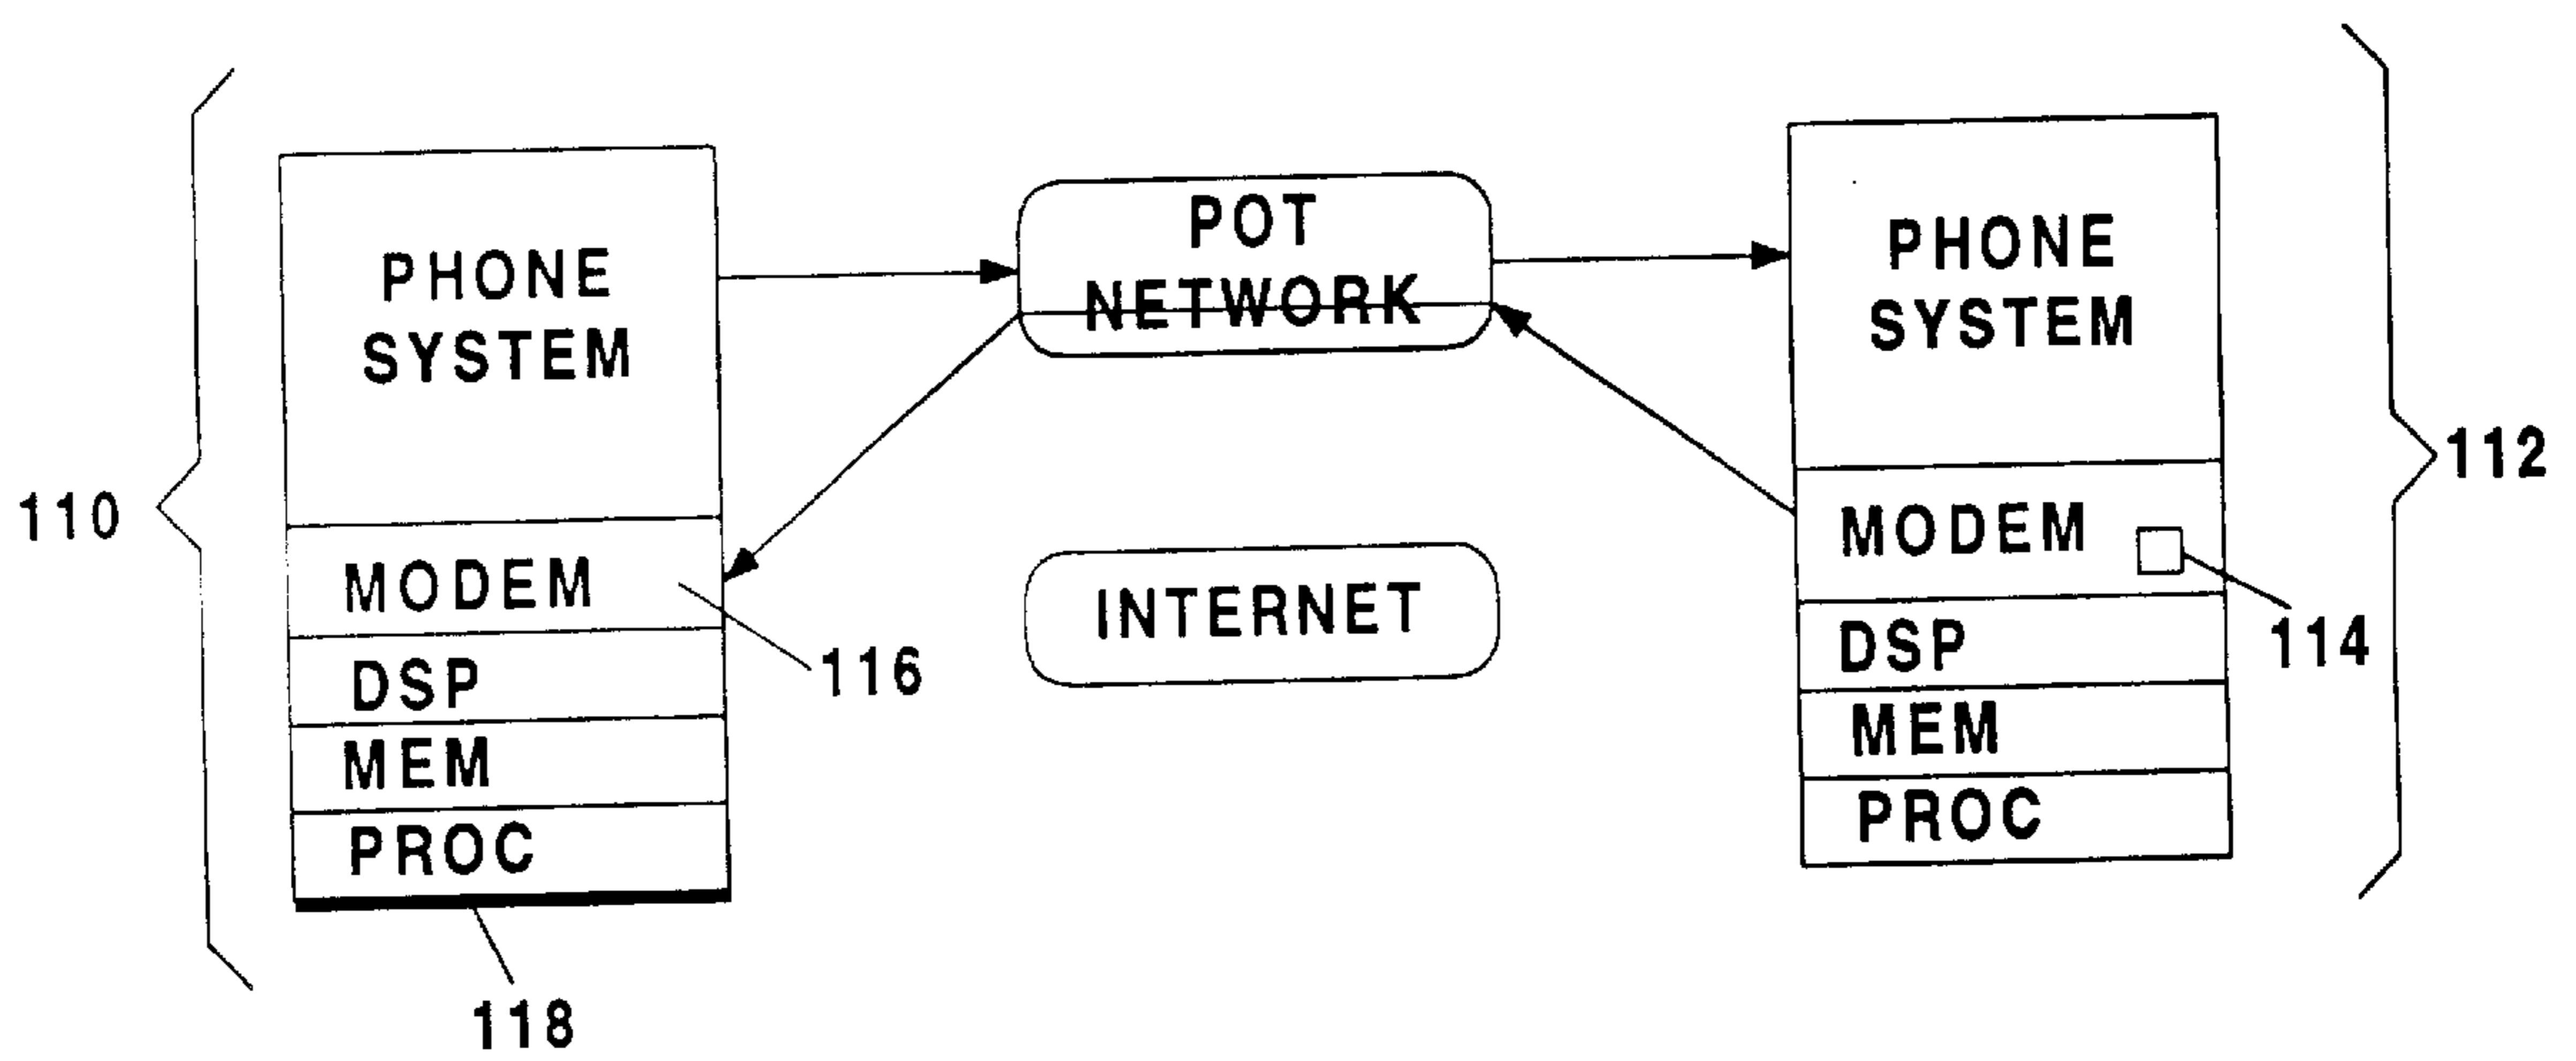 110
PHONE
SYSTEM
MODEM
DSP
MEM
PROC
116
118
POT
NETWORK
INTERNET
PHONE
SYSTEM
MODEM
DSP
MEM
PROC
114
112